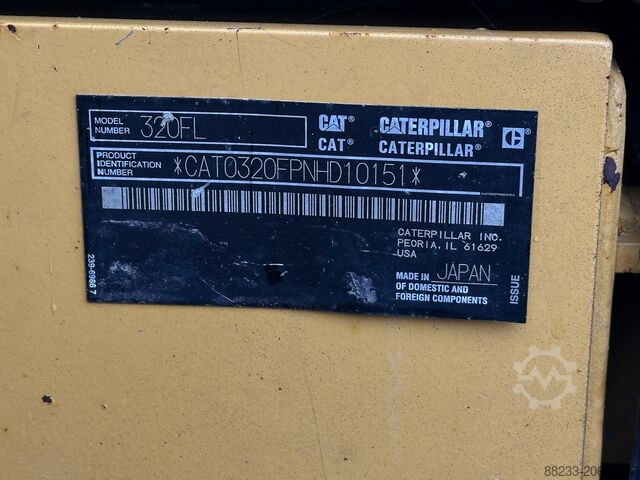 MODEL NUMBER 320FL
CAT® CATERPILLAR®
CAT® CATERPILLAR®
PRODUCT IDENTIFICATION NUMBER *CAT0320FPNHD10151*
CATERPILLAR INC.
PEORIA, IL 61629
USA
MADE IN JAPAN
OF DOMESTIC AND
FOREIGN COMPONENTS
ISSUE
239-5966 7